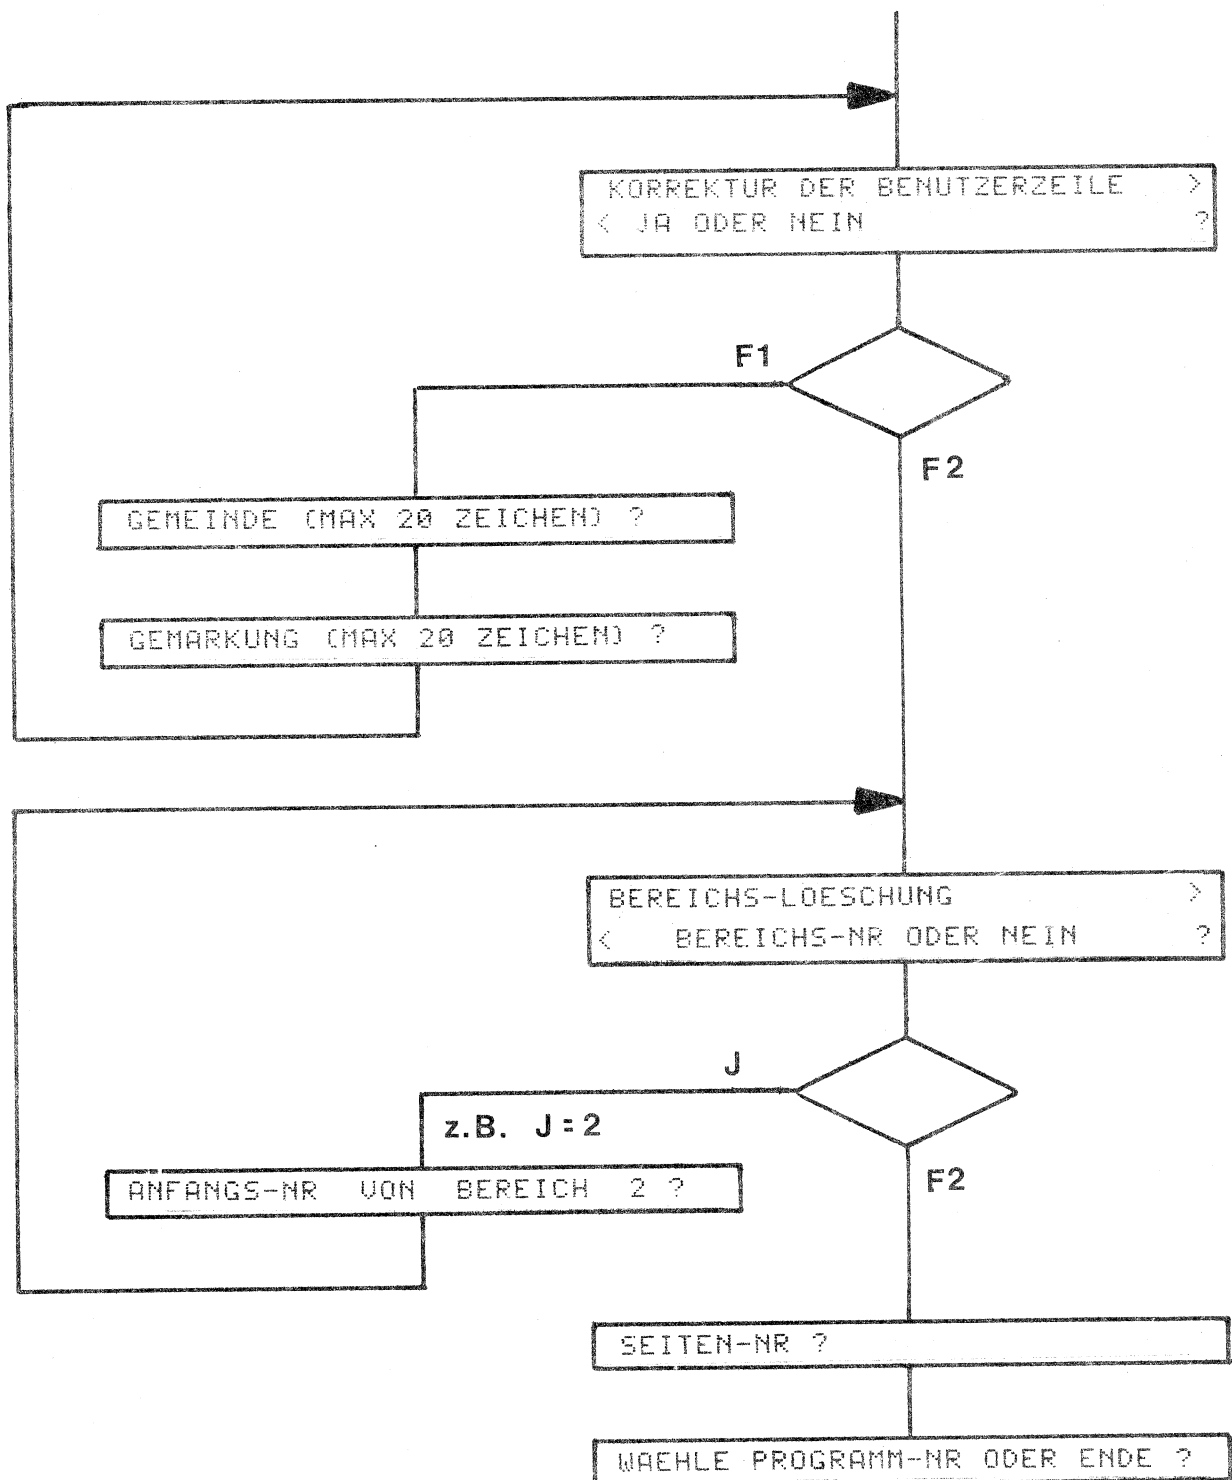 KORREKTUR DER BENUTZERZEILE >
< JA ODER NEIN ?
F1
F2
GEMEINDE (MAX 20 ZEICHEN) ?
GEMARKUNG (MAX 20 ZEICHEN) ?
BEREICHS-LOESCHUNG >
< BEREICHS-NR ODER NEIN ?
J
z.B. J=2
F2
ANFANGS-NR VON BEREICH 2 ?
SEITEN-NR ?
WAEHLE PROGRAMM-NR ODER ENDE ?